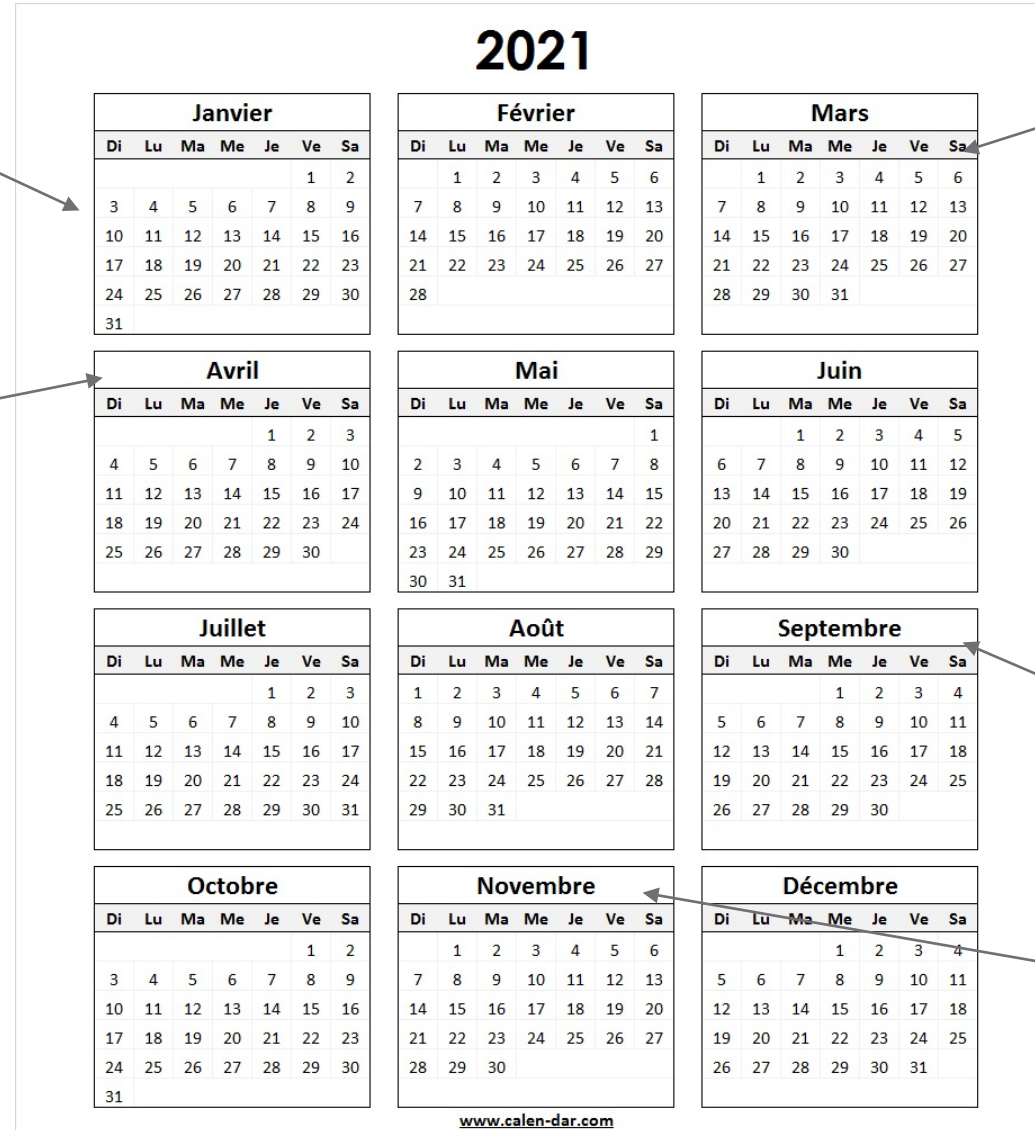 2021
Janvier
Di Lu Ma Me Je Ve Sa
1 2
3 4 5 6 7 8 9
10 11 12 13 14 15 16
17 18 19 20 21 22 23
24 25 26 27 28 29 30
31
Février
Di Lu Ma Me Je Ve Sa
1 2 3 4 5 6
7 8 9 10 11 12 13
14 15 16 17 18 19 20
21 22 23 24 25 26 27
28
Mars
Di Lu Ma Me Je Ve Sa
1 2 3 4 5 6
7 8 9 10 11 12 13
14 15 16 17 18 19 20
21 22 23 24 25 26 27
28 29 30 31
Avril
Di Lu Ma Me Je Ve Sa
1 2 3
4 5 6 7 8 9 10
11 12 13 14 15 16 17
18 19 20 21 22 23 24
25 26 27 28 29 30
Mai
Di Lu Ma Me Je Ve Sa
1
2 3 4 5 6 7 8
9 10 11 12 13 14 15
16 17 18 19 20 21 22
23 24 25 26 27 28 29
30 31
Juin
Di Lu Ma Me Je Ve Sa
1 2 3 4 5
6 7 8 9 10 11 12
13 14 15 16 17 18 19
20 21 22 23 24 25 26
27 28 29 30
Juillet
Di Lu Ma Me Je Ve Sa
1 2 3
4 5 6 7 8 9 10
11 12 13 14 15 16 17
18 19 20 21 22 23 24
25 26 27 28 29 30 31
Août
Di Lu Ma Me Je Ve Sa
1 2 3 4 5 6 7
8 9 10 11 12 13 14
15 16 17 18 19 20 21
22 23 24 25 26 27 28
29 30 31
Septembre
Di Lu Ma Me Je Ve Sa
1 2 3 4
5 6 7 8 9 10 11
12 13 14 15 16 17 18
19 20 21 22 23 24 25
26 27 28 29 30
Octobre
Di Lu Ma Me Je Ve Sa
1 2
3 4 5 6 7 8 9
10 11 12 13 14 15 16
17 18 19 20 21 22 23
24 25 26 27 28 29 30
31
Novembre
Di Lu Ma Me Je Ve Sa
1 2 3 4 5 6
7 8 9 10 11 12 13
14 15 16 17 18 19 20
21 22 23 24 25 26 27
28 29 30
Décembre
Di Lu Ma Me Je Ve Sa
1 2 3 4
5 6 7 8 9 10 11
12 13 14 15 16 17 18
19 20 21 22 23 24 25
26 27 28 29 30 31
www.calen-dar.com